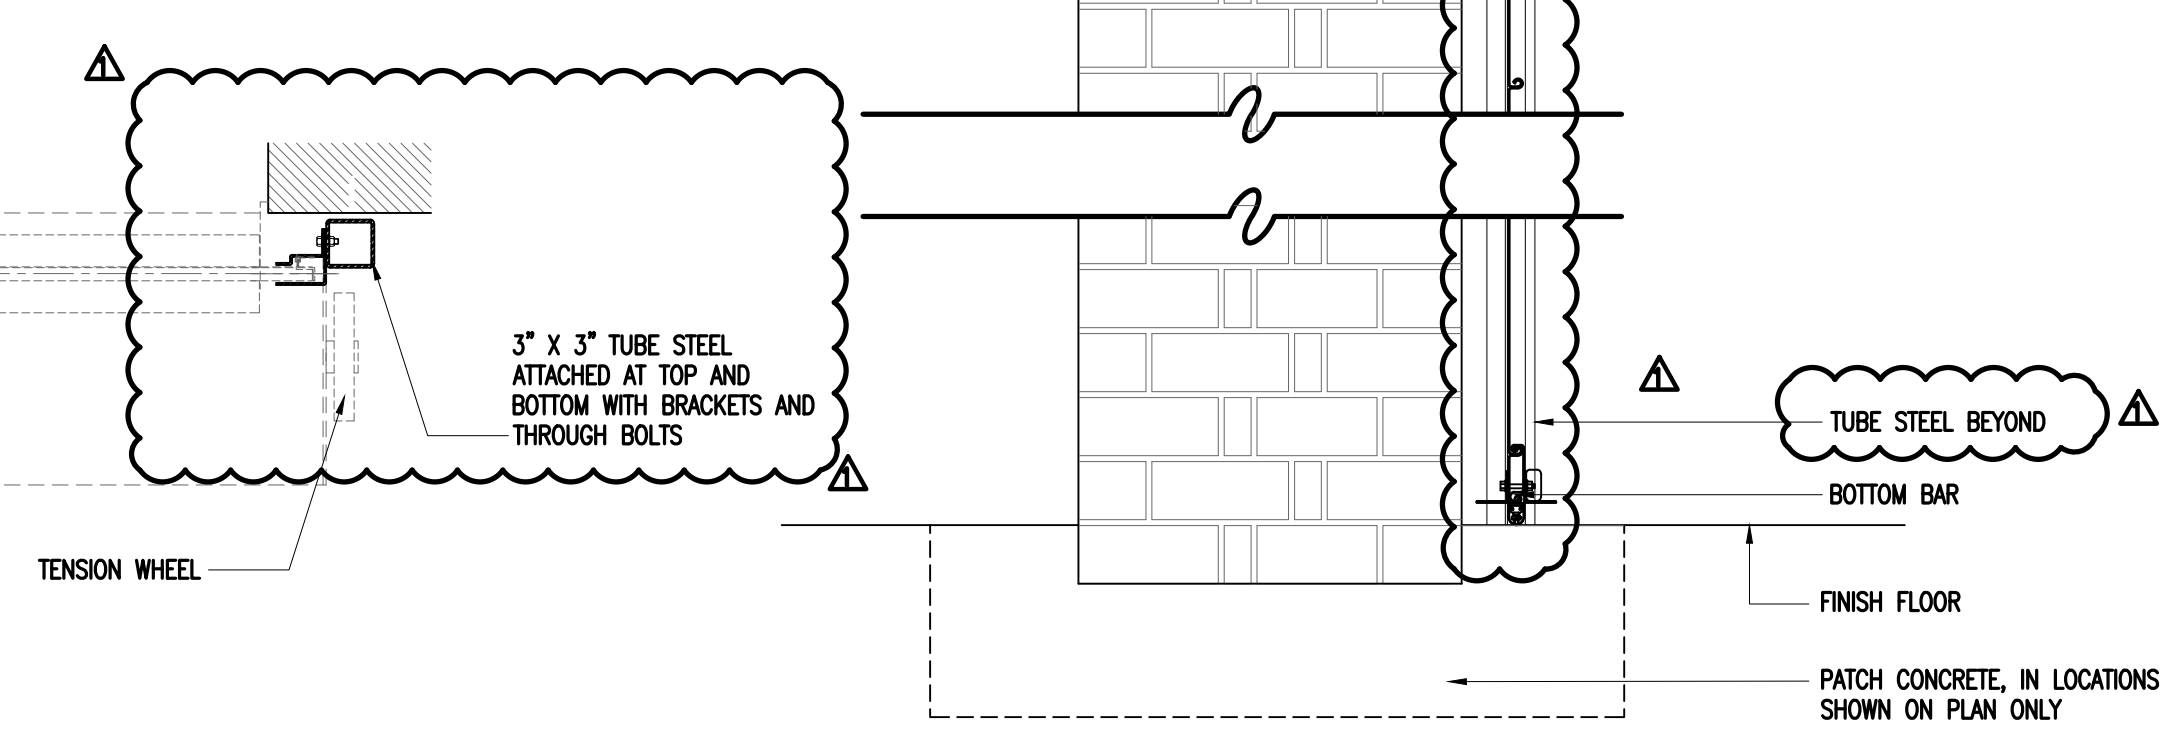 1
3" X 3" TUBE STEEL
ATTACHED AT TOP AND
BOTTOM WITH BRACKETS AND
THROUGH BOLTS
1
TENSION WHEEL
1
TUBE STEEL BEYOND
1
BOTTOM BAR
FINISH FLOOR
PATCH CONCRETE, IN LOCATIONS
SHOWN ON PLAN ONLY